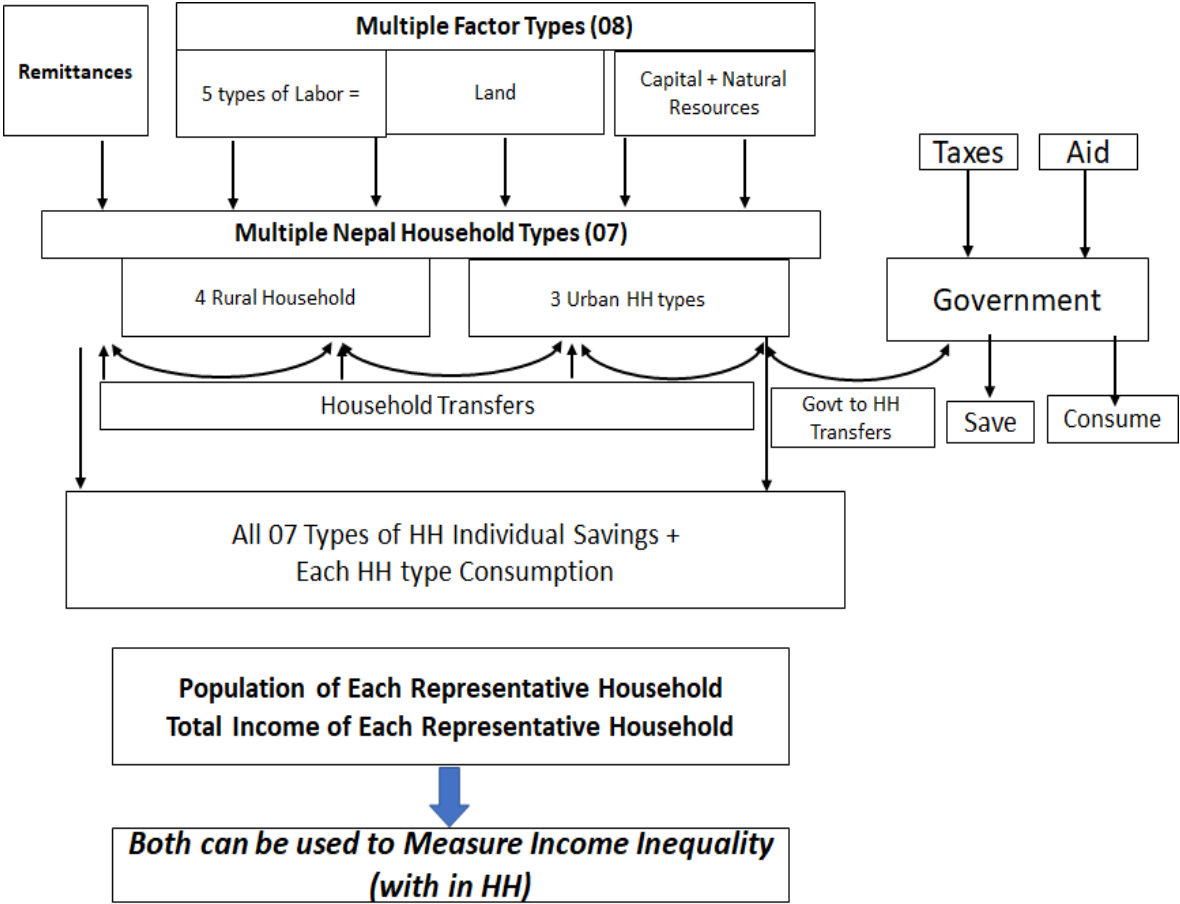 Remittances
Multiple Factor Types (08)
5 types of Labor =
Land
Capital + Natural
Resources
Taxes
Aid
Multiple Nepal Household Types (07)
4 Rural Household
3 Urban HH types
Government
Household Transfers
Govt to HH
Transfers
Save
Consume
All 07 Types of HH Individual Savings +
Each HH type Consumption
Population of Each Representative Household
Total Income of Each Representative Household
Both can be used to Measure Income Inequality
(with in HH)